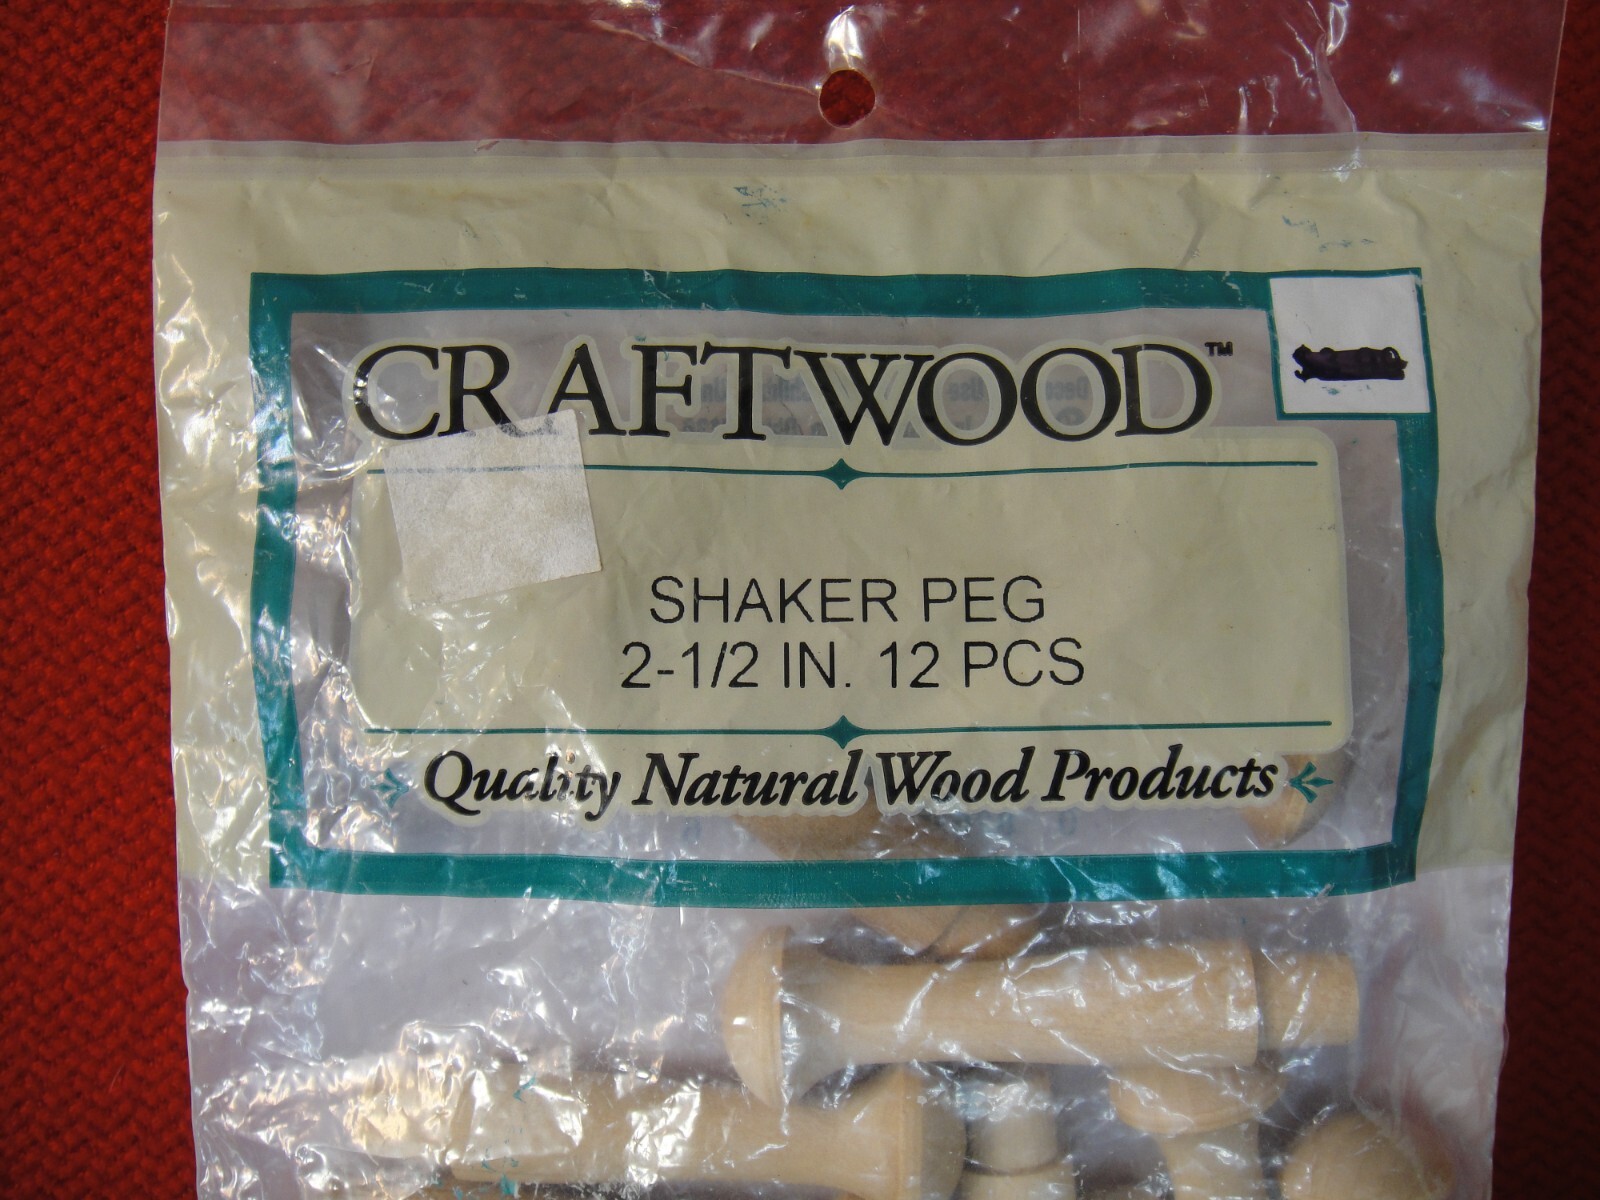 CRAFTWOOD™
SHAKER PEG
2-1/2 IN. 12 PCS
Quality Natural Wood Products